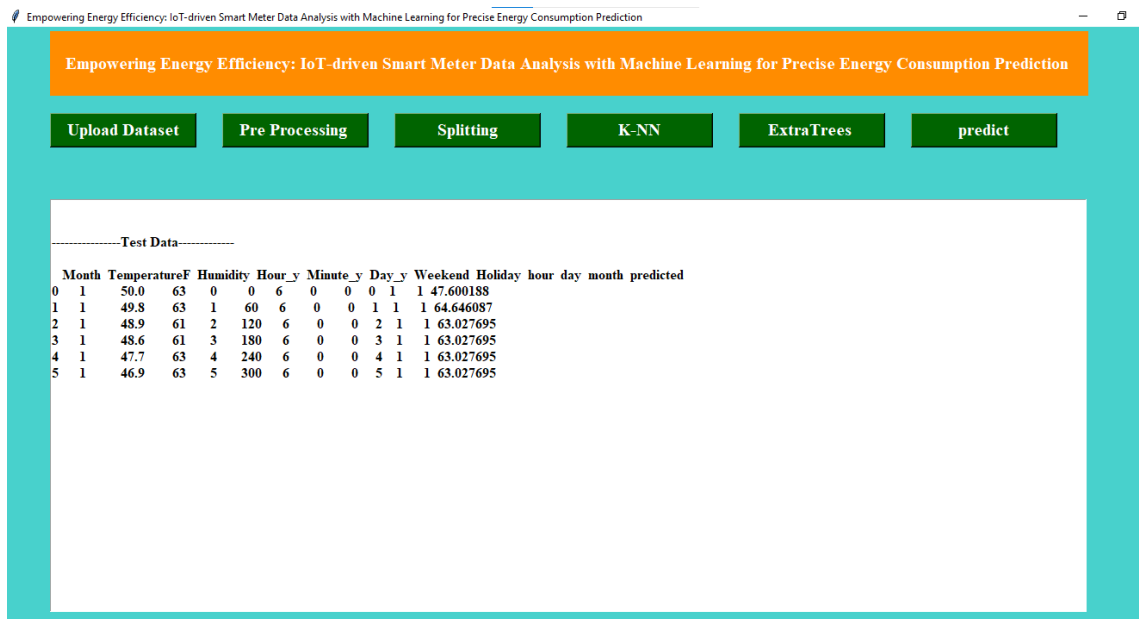 Empowering Energy Efficiency: IoT-driven Smart Meter Data Analysis with Machine Learning for Precise Energy Consumption Prediction
Empowering Energy Efficiency: IoT-driven Smart Meter Data Analysis with Machine Learning for Precise Energy Consumption Prediction
Upload Dataset Pre Processing Splitting K-NN ExtraTrees predict
----------------Test Data-------------
Month TemperatureF Humidity Hour_y Minute_y Day_y Weekend Holiday hour day month predicted
0 1 50.0 63 0 0 6 0 0 0 1 1 47.600188
1 1 49.8 63 1 60 6 0 0 1 1 1 64.646087
2 1 48.9 61 2 120 6 0 0 2 1 1 63.027695
3 1 48.6 61 3 180 6 0 0 3 1 1 63.027695
4 1 47.7 63 4 240 6 0 0 4 1 1 63.027695
5 1 46.9 63 5 300 6 0 0 5 1 1 63.027695